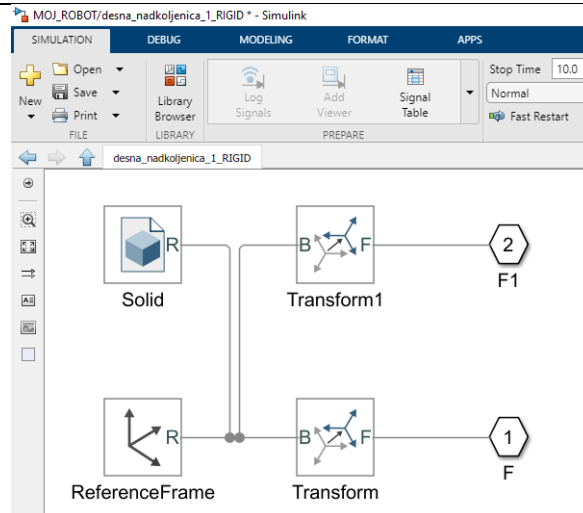 MOJ_ROBOT/desna_nadkoljenica_1_RIGID * - Simulink
SIMULATION DEBUG MODELING FORMAT APPS
New
Open
Save
Print
FILE
Library
Browser
LIBRARY
Log
Signals
Add
Viewer
Signal
Table
PREPARE
Stop Time 10.0
Normal
Fast Restart
desna_nadkoljenica_1_RIGID
R
Solid
B F
Transform1
2
F1
R
ReferenceFrame
B F
Transform
1
F